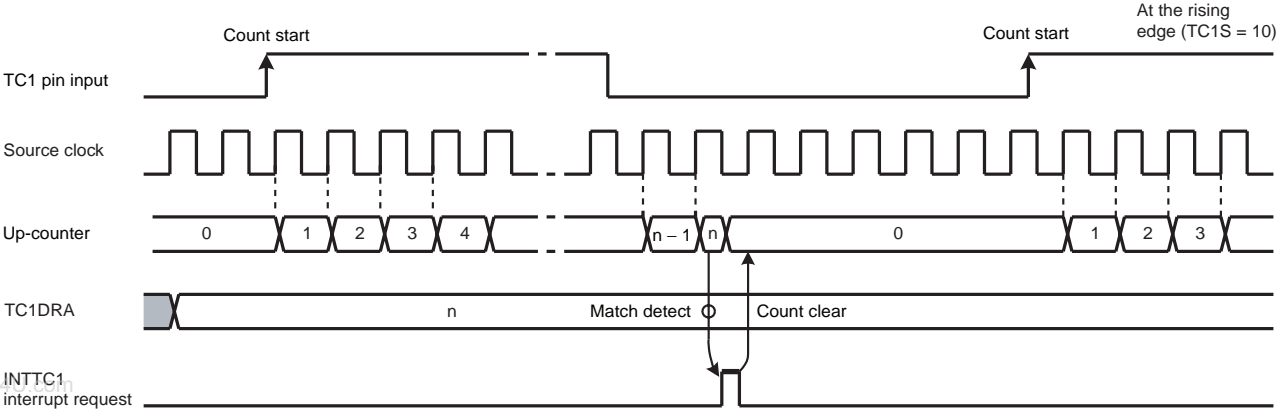 At the rising
edge (TC1S = 10)
Count start
Count start
TC1 pin input
Source clock
Up-counter
0 1 2 3 4 n – 1 n 0 1 2 3
TC1DRA
n
Match detect
Count clear
INTTC1
interrupt request